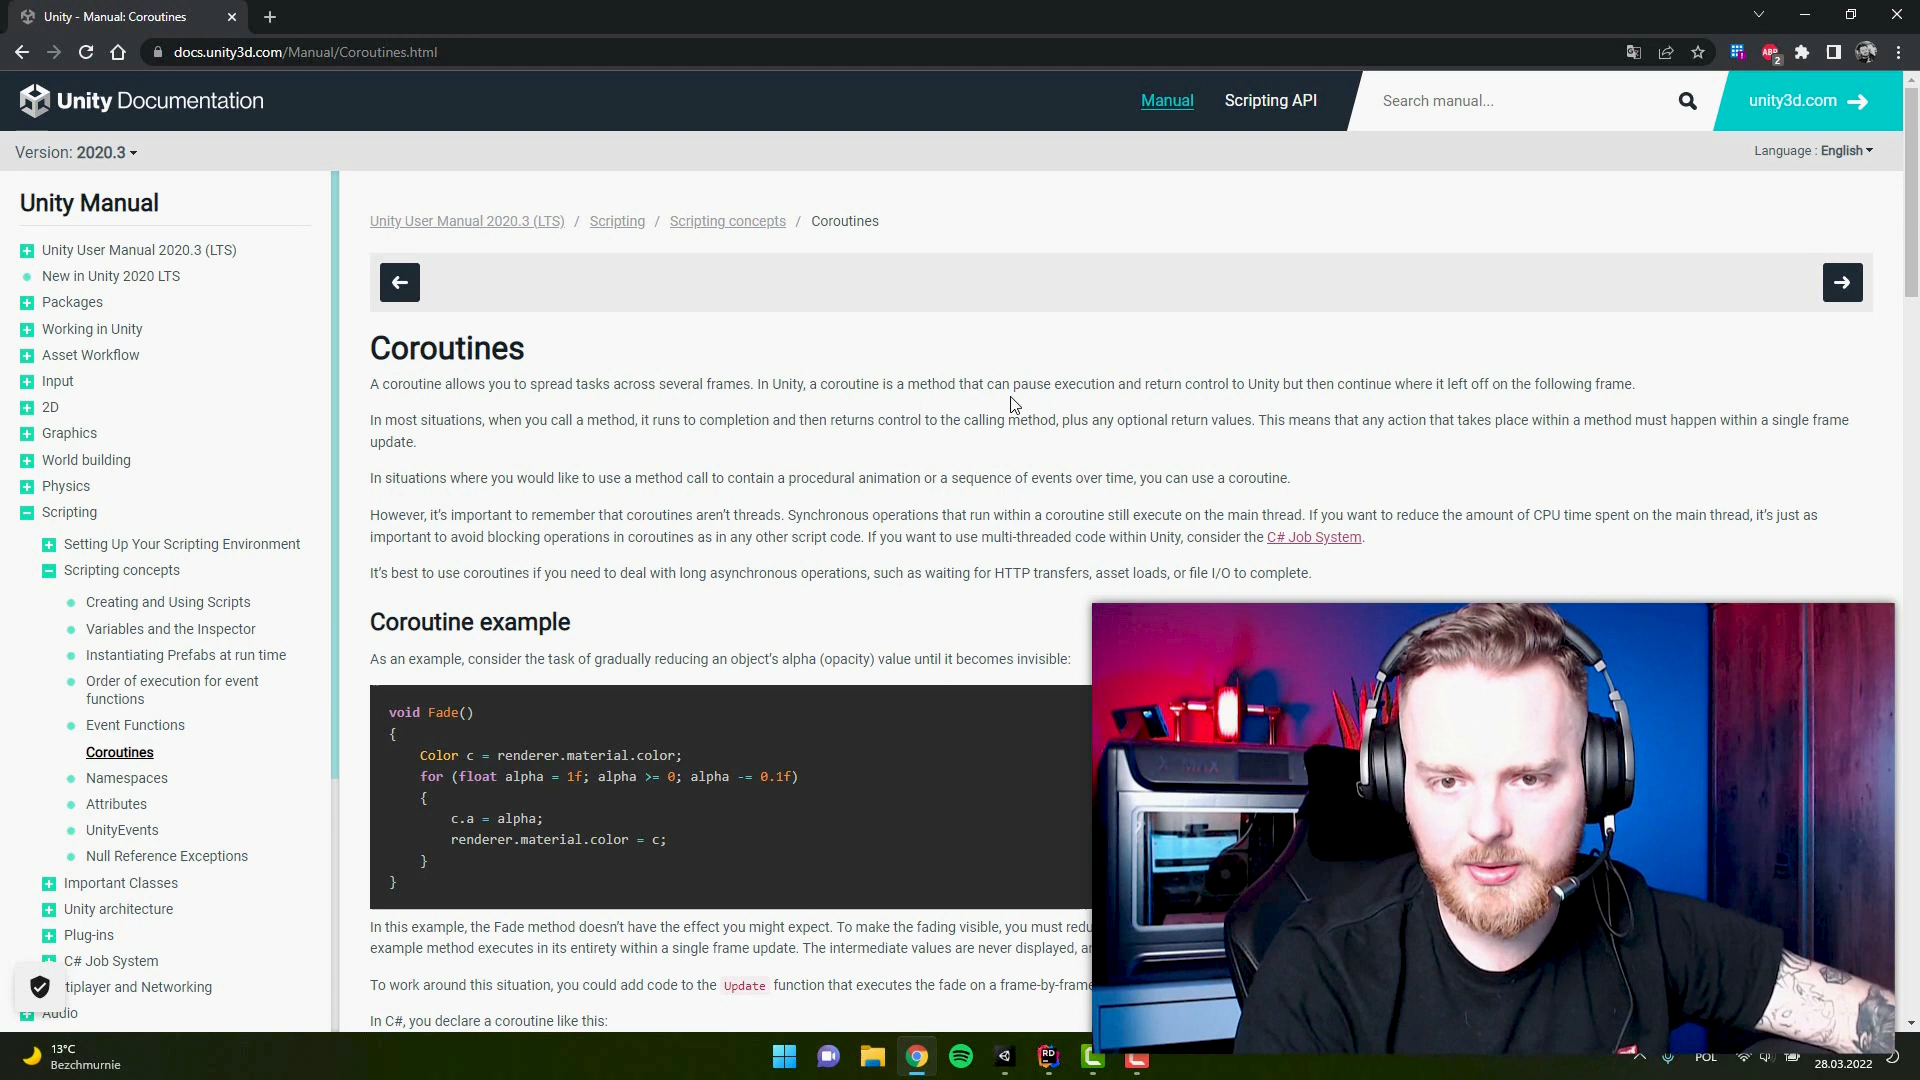 Unity - Manual: Coroutines
docs.unity3d.com/Manual/Coroutines.html
ABP
2
Unity Documentation
Manual
Scripting API
Search manual...
unity3d.com
Version: 2020.3
Language : English
Unity Manual
Unity User Manual 2020.3 (LTS)
New in Unity 2020 LTS
Packages
Working in Unity
Asset Workflow
Input
2D
Graphics
World building
Physics
Scripting
Setting Up Your Scripting Environment
Scripting concepts
Creating and Using Scripts
Variables and the Inspector
Instantiating Prefabs at run time
Order of execution for event
functions
Event Functions
Coroutines
Namespaces
Attributes
UnityEvents
Null Reference Exceptions
Important Classes
Unity architecture
Plug-ins
C# Job System
tiplayer and Networking
Audio
Unity User Manual 2020.3 (LTS) / Scripting / Scripting concepts / Coroutines
Coroutines
A coroutine allows you to spread tasks across several frames. In Unity, a coroutine is a method that can pause execution and return control to Unity but then continue where it left off on the following frame.
In most situations, when you call a method, it runs to completion and then returns control to the calling method, plus any optional return values. This means that any action that takes place within a method must happen within a single frame
update.
In situations where you would like to use a method call to contain a procedural animation or a sequence of events over time, you can use a coroutine.
However, it's important to remember that coroutines aren't threads. Synchronous operations that run within a coroutine still execute on the main thread. If you want to reduce the amount of CPU time spent on the main thread, it's just as
important to avoid blocking operations in coroutines as in any other script code. If you want to use multi-threaded code within Unity, consider the C# Job System.
It's best to use coroutines if you need to deal with long asynchronous operations, such as waiting for HTTP transfers, asset loads, or file I/O to complete.
Coroutine example
As an example, consider the task of gradually reducing an object's alpha (opacity) value until it becomes invisible:
void Fade()
{
Color c = renderer.material.color;
for (float alpha = 1f; alpha >= 0; alpha -= 0.1f)
{
c.a = alpha;
renderer.material.color = c;
}
}
In this example, the Fade method doesn't have the effect you might expect. To make the fading visible, you must redu
example method executes in its entirety within a single frame update. The intermediate values are never displayed, a
To work around this situation, you could add code to the Update function that executes the fade on a frame-by-frame
In C#, you declare a coroutine like this:
13°C
Bezchmurnie
RD
POL
28.03.2022